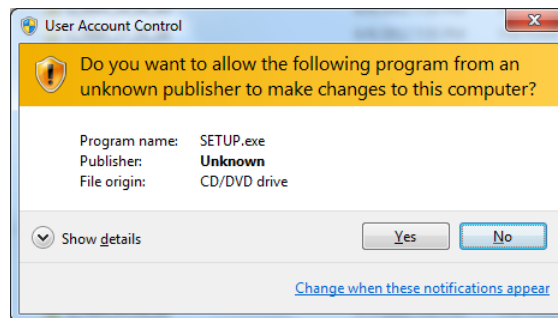 User Account Control
Do you want to allow the following program from an
unknown publisher to make changes to this computer?
Program name: SETUP.exe
Publisher: Unknown
File origin: CD/DVD drive
Show details
Yes No
Change when these notifications appear